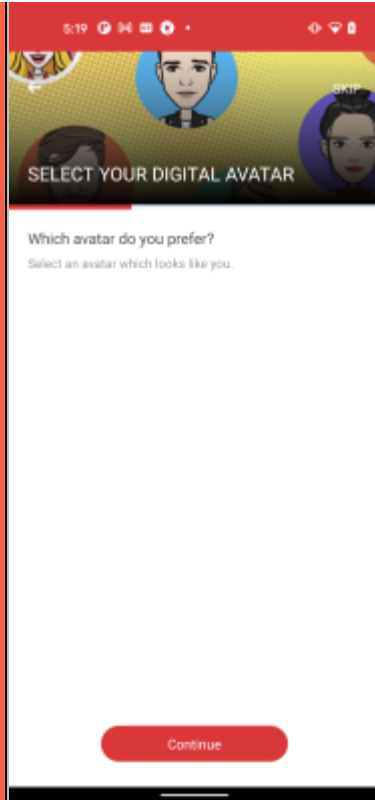 5:19
SKIP
SELECT YOUR DIGITAL AVATAR
Which avatar do you prefer?
Select an avatar which looks like you.
Continue